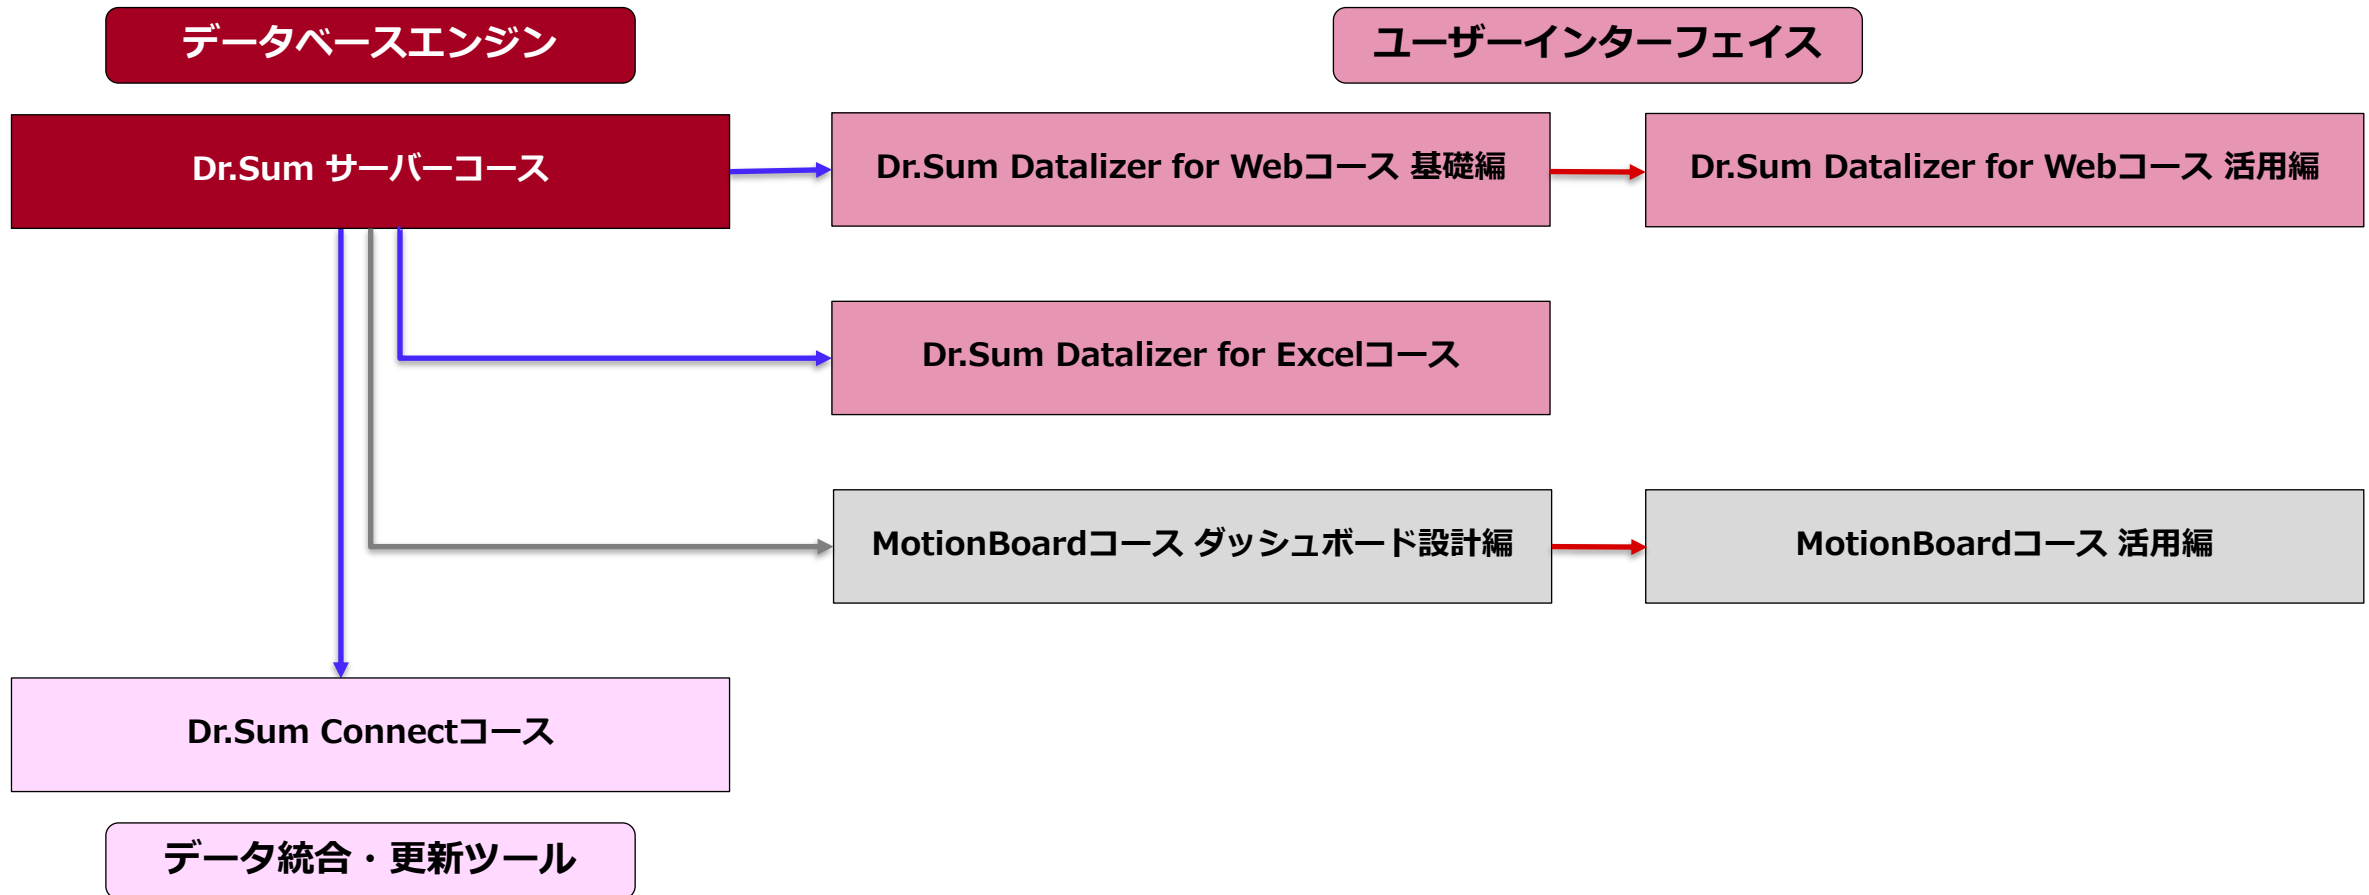 データベースエンジン
ユーザーインターフェイス
Dr.Sum サーバーコース
Dr.Sum Datalizer for Webコース 基礎編
Dr.Sum Datalizer for Webコース 活用編
Dr.Sum Datalizer for Excelコース
MotionBoardコース ダッシュボード設計編
MotionBoardコース 活用編
Dr.Sum Connectコース
データ統合・更新ツール